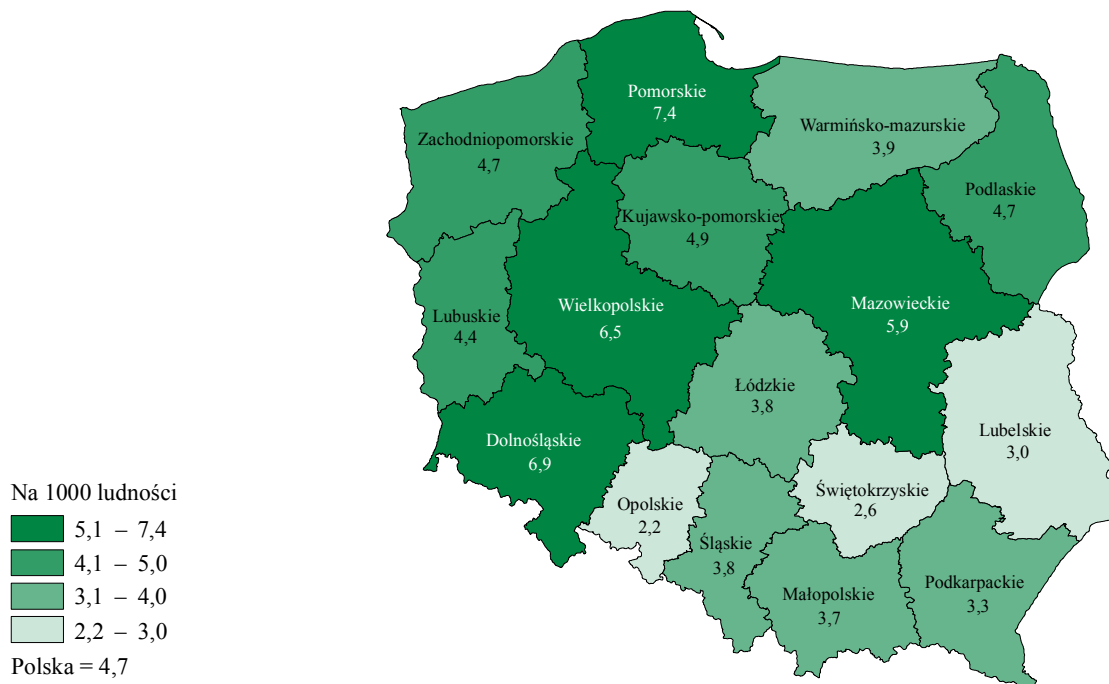 Pomorskie
7,4
Zachodniopomorskie
4,7
Warmińsko-mazurskie
3,9
Podlaskie
4,7
Kujawsko-pomorskie
4,9
Wielkopolskie
6,5
Mazowieckie
5,9
Lubuskie
4,4
Łódzkie
3,8
Lubelskie
3,0
Dolnośląskie
6,9
Opolskie
2,2
Świętokrzyskie
2,6
Śląskie
3,8
Małopolskie
3,7
Podkarpackie
3,3
Na 1000 ludności
5,1 – 7,4
4,1 – 5,0
3,1 – 4,0
2,2 – 3,0
Polska = 4,7